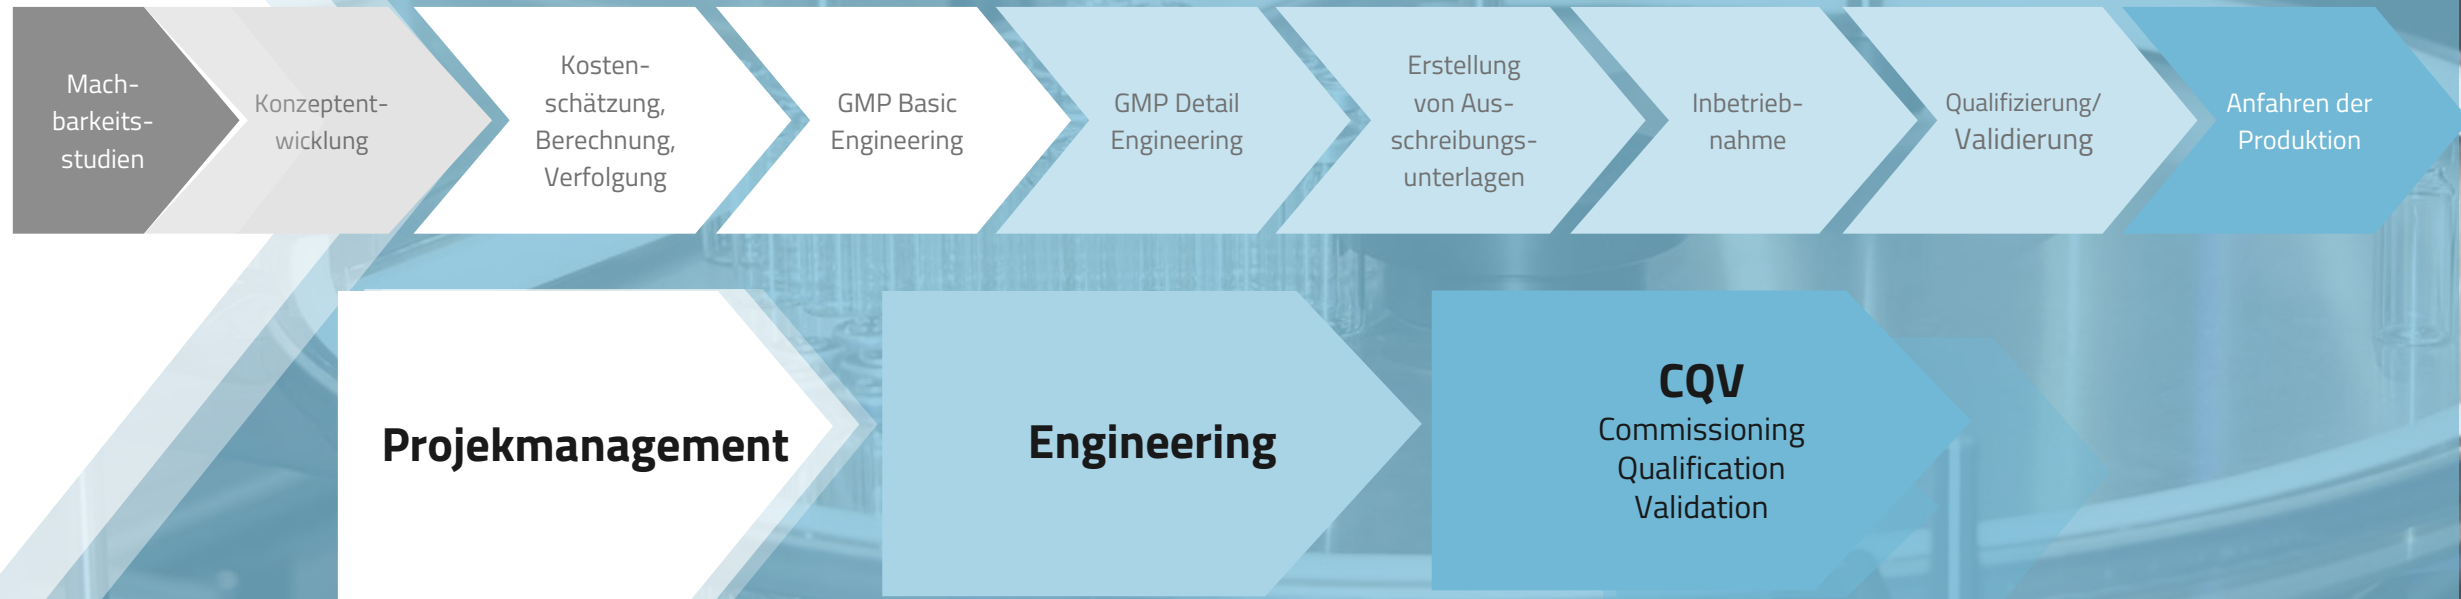 Mach-
barkeits-
studien
Konzeptent-
wicklung
Kosten-
schätzung,
Berechnung,
Verfolgung
GMP Basic
Engineering
GMP Detail
Engineering
Erstellung
von Aus-
schreibungs-
unterlagen
Inbetrieb-
nahme
Qualifizierung/
Validierung
Anfahren der
Produktion
Projekmanagement
Engineering
CQV
Commissioning
Qualification
Validation